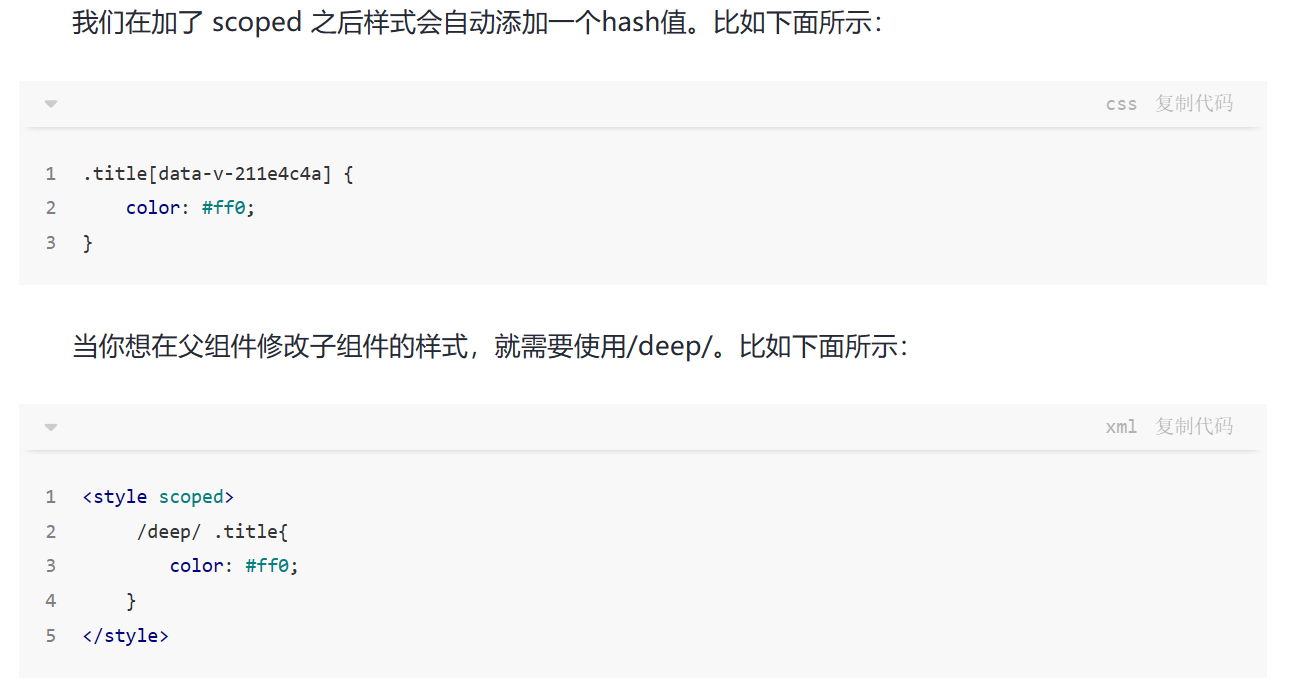 我们在加了 scoped 之后样式会自动添加一个hash值。比如下面所示：
css 复制代码
1 .title[data-v-211e4c4a] {
2     color: #ff0;
3 }
当你想在父组件修改子组件的样式，就需要使用/deep/。比如下面所示：
xml 复制代码
1 <style scoped>
2      /deep/ .title{
3         color: #ff0;
4     }
5 </style>